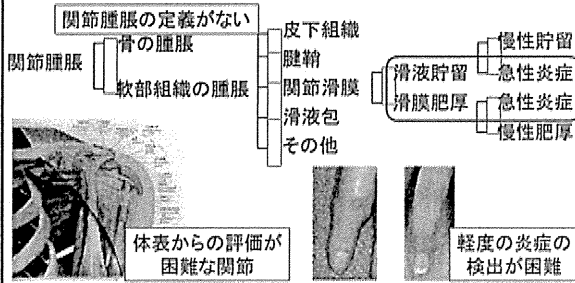 関節腫脹の定義がない
関節腫脹
骨の腫脹
軟部組織の腫脹
皮下組織
腱鞘
関節滑膜
滑液包
その他
滑液貯留
滑膜肥厚
慢性貯留
急性炎症
急性炎症
慢性肥厚
体表からの評価が
困難な関節
軽度の炎症の
検出が困難